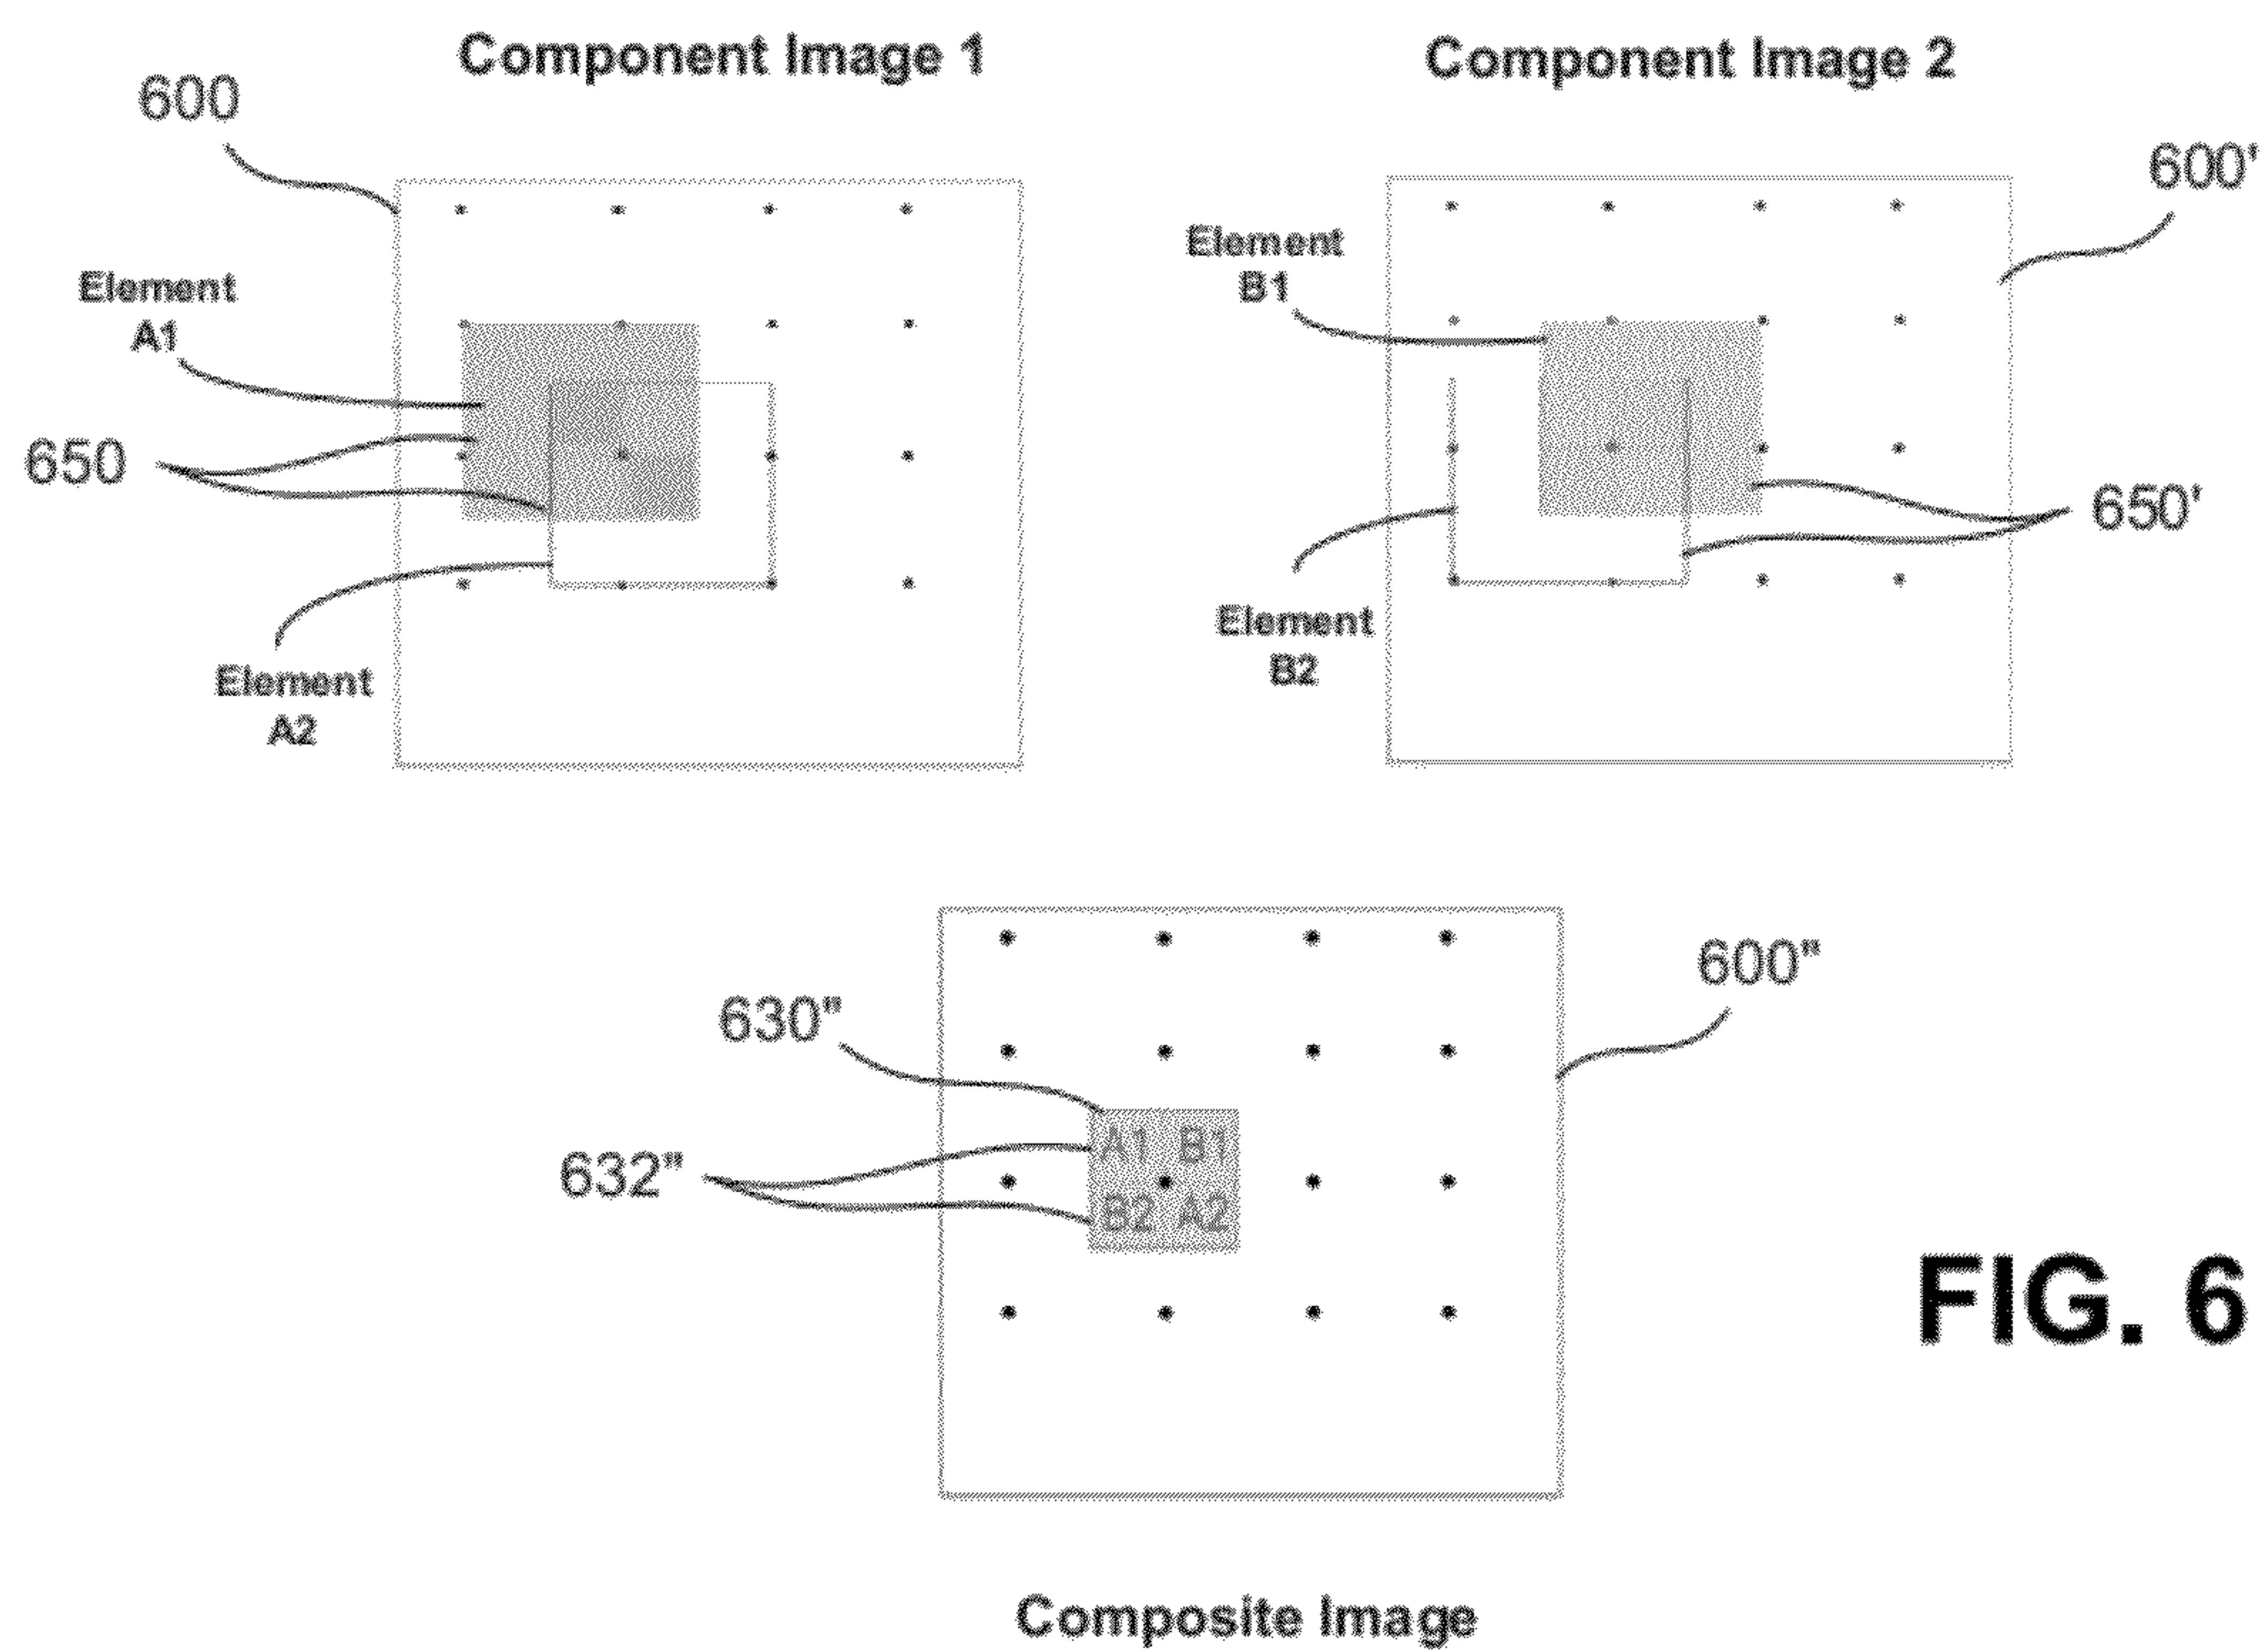 Component Image 1
Component Image 2
600
600'
Element
A1
Element
B1
650
650'
Element
A2
Element
B2
600"
630"
A1 B1
632"
B2 A2
FIG. 6
Composite Image